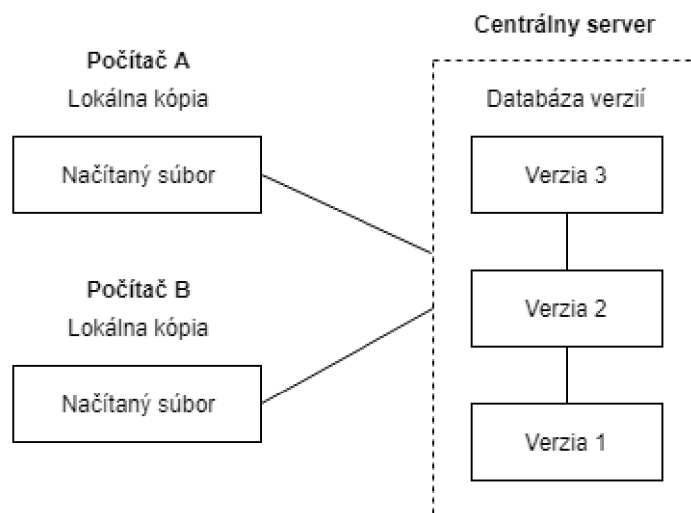 Centrálny server
Počítač A
Lokálna kópia
Načítaný súbor
Počítač B
Lokálna kópia
Načítaný súbor
Databáza verzií
Verzia 3
Verzia 2
Verzia 1